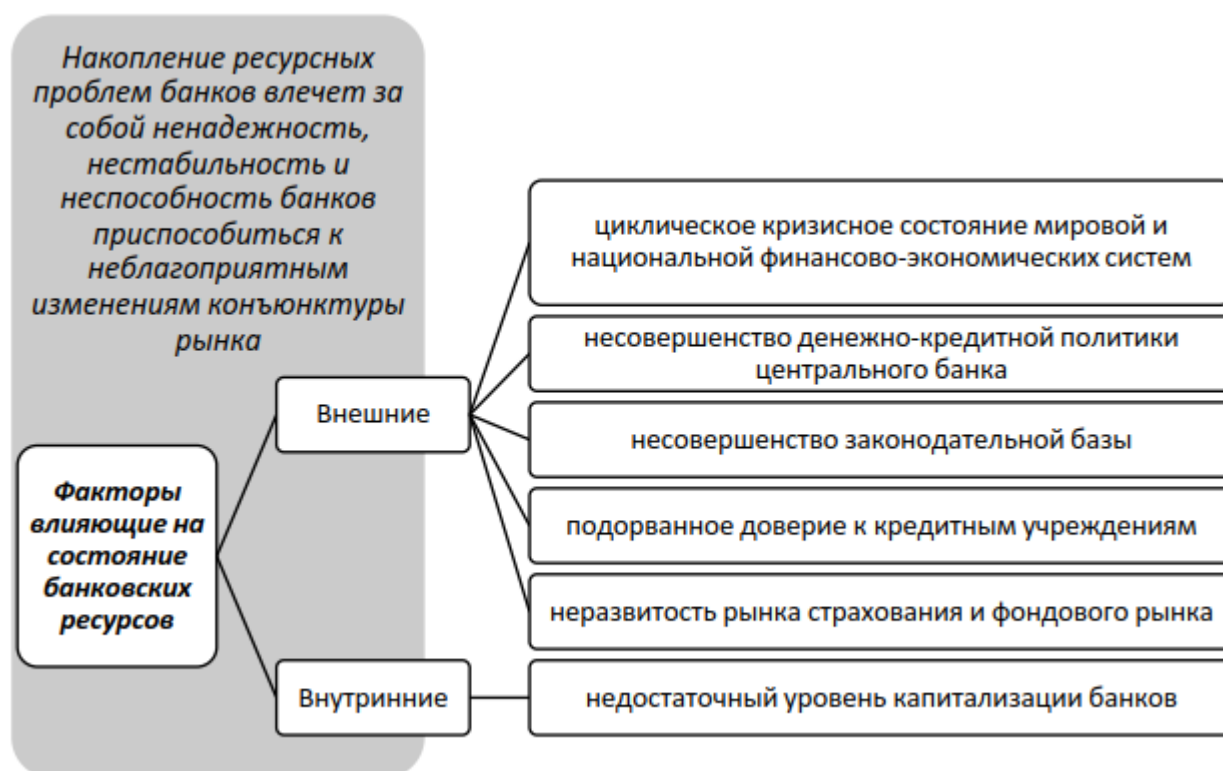 Накопление ресурсных
проблем банков влечет за
собой ненадежность,
нестабильность и
неспособность банков
приспособиться к
неблагоприятным
изменениям конъюнктуры
рынка
Факторы
влияющие на
состояние
банковских
ресурсов
Внешние
циклическое кризисное состояние мировой и
национальной финансово-экономических систем
несовершенство денежно-кредитной политики
центрального банка
несовершенство законодательной базы
подорванное доверие к кредитным учреждениям
неразвитость рынка страхования и фондового рынка
Внутринние
недостаточный уровень капитализации банков